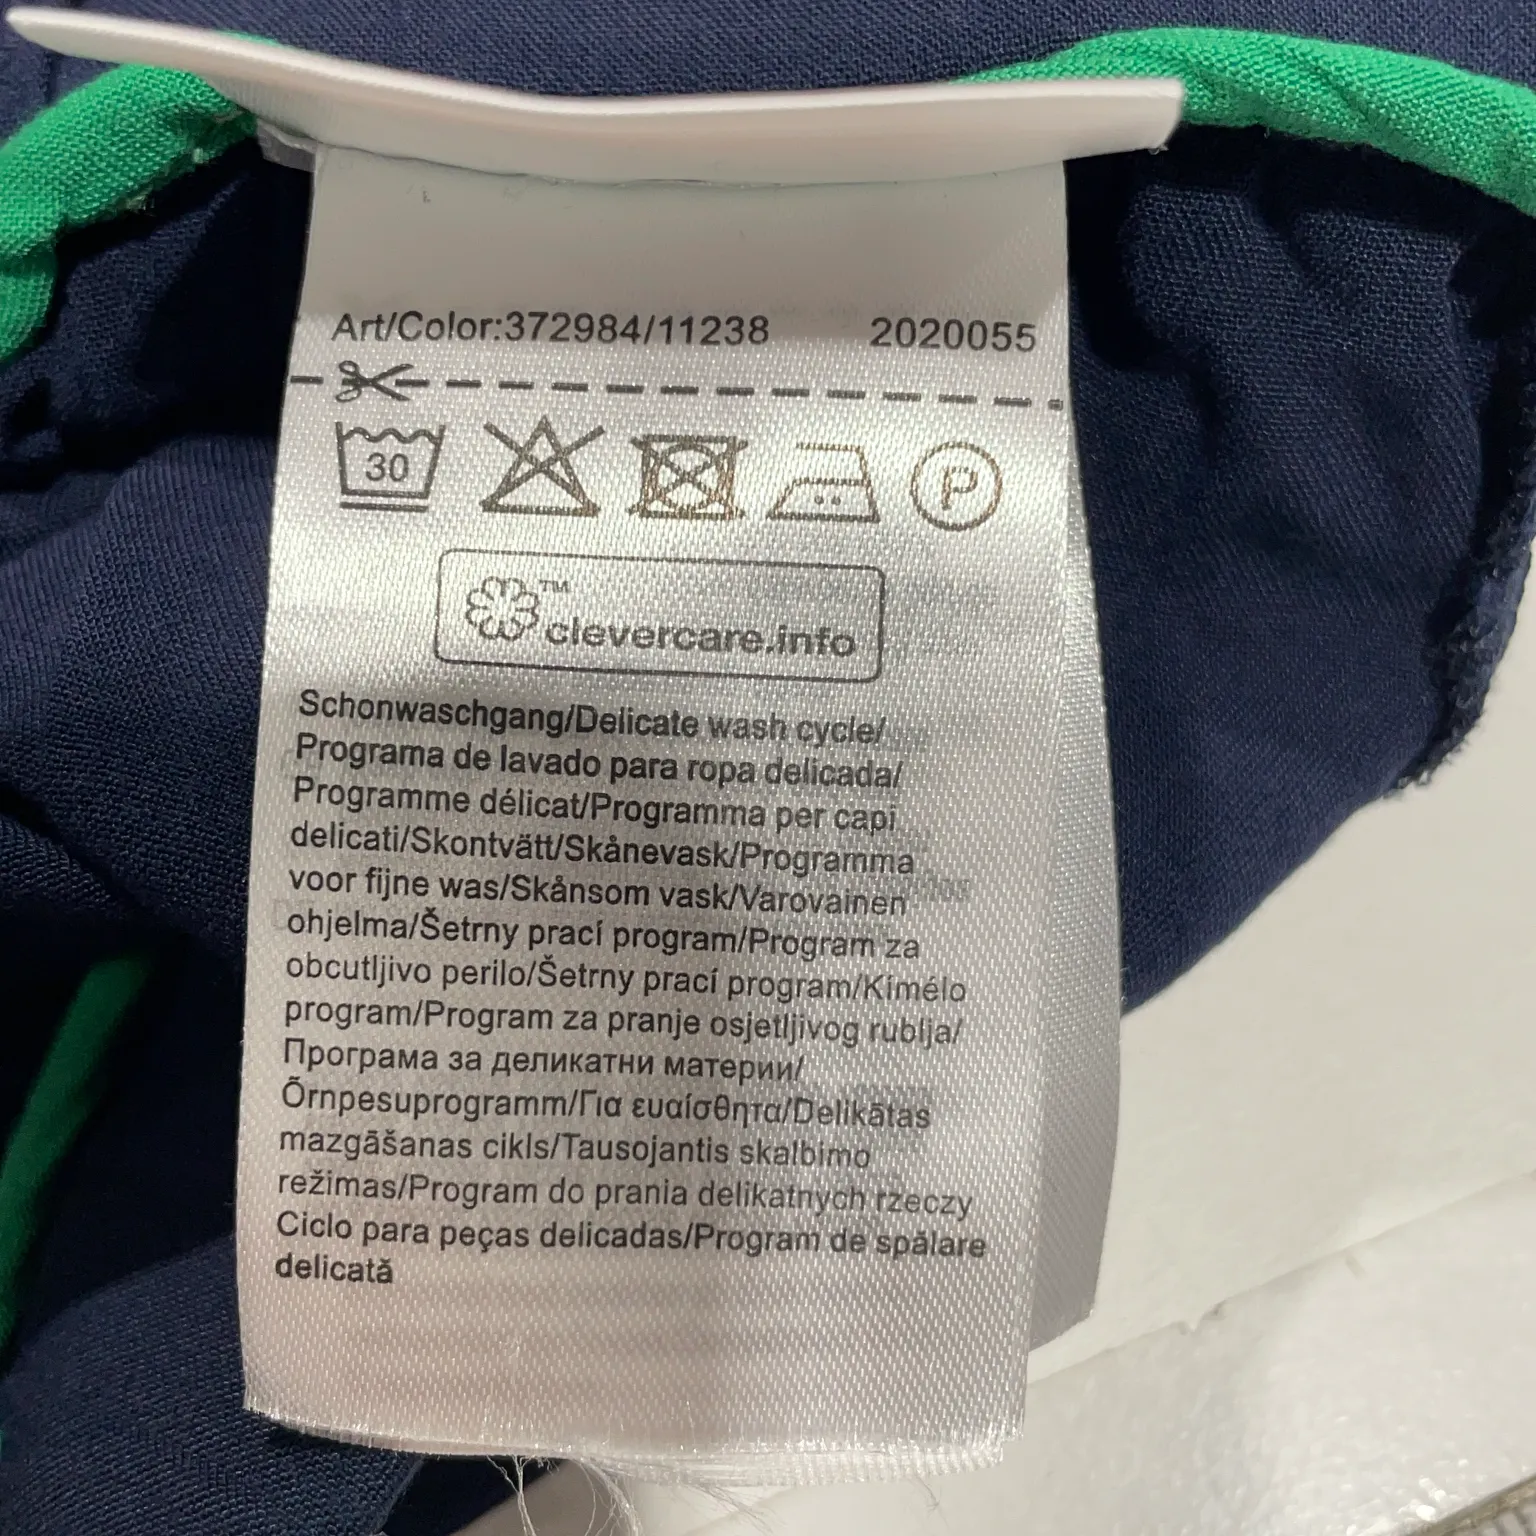 Art/Color:372984/11238 2020055
30 P
™
clevercare.info
Schonwaschgang/Delicate wash cycle/
Programa de lavado para ropa delicada/
Programme délicat/Programma per capi
delicati/Skontvätt/Skånevask/Programma
voor fijne was/Skånsom vask/Varovainen
ohjelma/Šetrny prací program/Program za
obcutljivo perilo/Šetrny prací program/Kímélo
program/Program za pranje osjetljivog rublja/
Програма за деликатни материи/
Õrnpesuprogramm/Για ευαίσθητα/Delikātas
mazgāšanas cikls/Tausojantis skalbimo
režimas/Program do prania delikatnych rzeczy
Ciclo para peças delicadas/Program de spălare
delicată